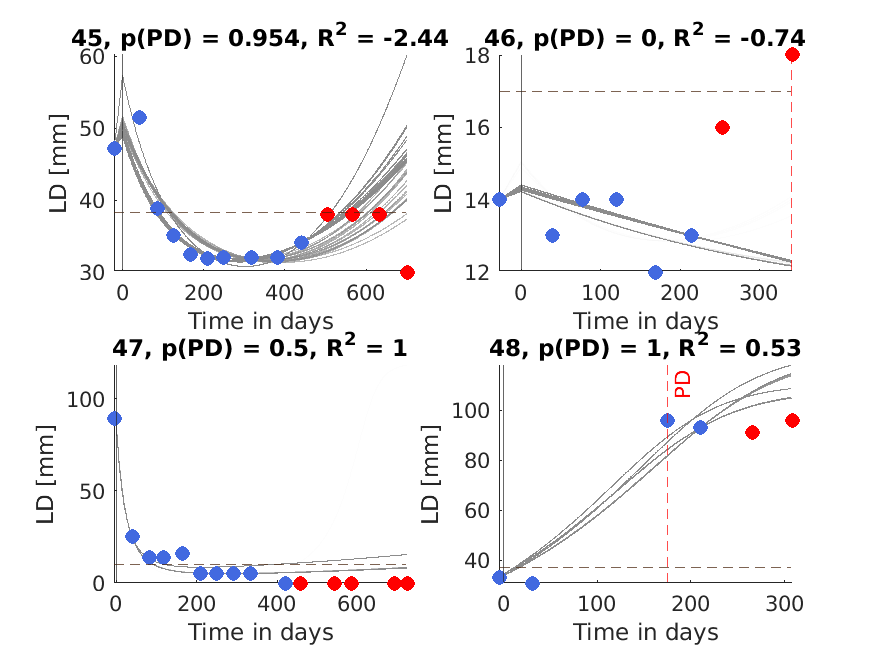 45, p(PD) = 0.954, R² = -2.44
60
50
40
30
LD [mm]
0
200
400
600
Time in days
46, p(PD) = 0, R² = -0.74
18
16
14
12
LD [mm]
0
100
200
300
Time in days
47, p(PD) = 0.5, R² = 1
100
50
0
LD [mm]
0
200
400
600
Time in days
48, p(PD) = 1, R² = 0.53
PD
100
80
60
40
LD [mm]
0
100
200
300
Time in days